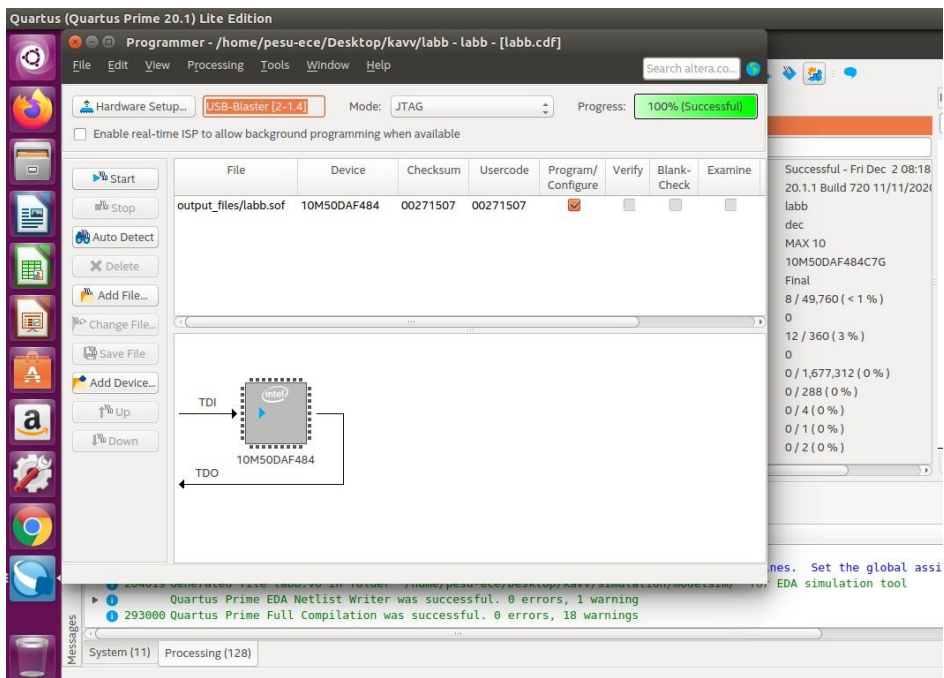 Quartus (Quartus Prime 20.1) Lite Edition
Programmer - /home/pesu-ece/Desktop/kavv/labb - labb - [labb.cdf]
File Edit View Processing Tools Window Help
Search altera.co...
Hardware Setup... USB-Blaster [2-1.4] Mode: JTAG Progress: 100% (Successful)
Enable real-time ISP to allow background programming when available
Start
Stop
Auto Detect
Delete
Add File...
Change File...
Save File
Add Device...
Up
Down
File Device Checksum Usercode Program/Configure Verify Blank-Check Examine
output_files/labb.sof 10M50DAF484 00271507 00271507
TDI
intel
10M50DAF484
TDO
Successful - Fri Dec 2 08:18
20.1.1 Build 720 11/11/2020
labb
dec
MAX 10
10M50DAF484C7G
Final
8 / 49,760 ( < 1 % )
0
12 / 360 ( 3 % )
0
0 / 1,677,312 ( 0 % )
0 / 288 ( 0 % )
0 / 4 ( 0 % )
0 / 1 ( 0 % )
0 / 2 ( 0 % )
Set the global assi
for EDA simulation tool
Quartus Prime EDA Netlist Writer was successful. 0 errors, 1 warning
293000 Quartus Prime Full Compilation was successful. 0 errors, 18 warnings
Messages
System (11) Processing (128)